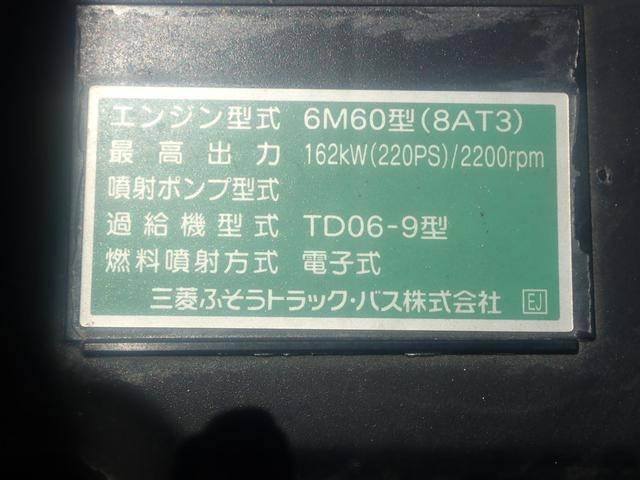 エンジン型式 6M60型(8AT3)
最高出力 162kW(220PS)/2200rpm
噴射ポンプ型式
過給機型式 TD06-9型
燃料噴射方式 電子式
三菱ふそうトラック・バス株式会社 EJ